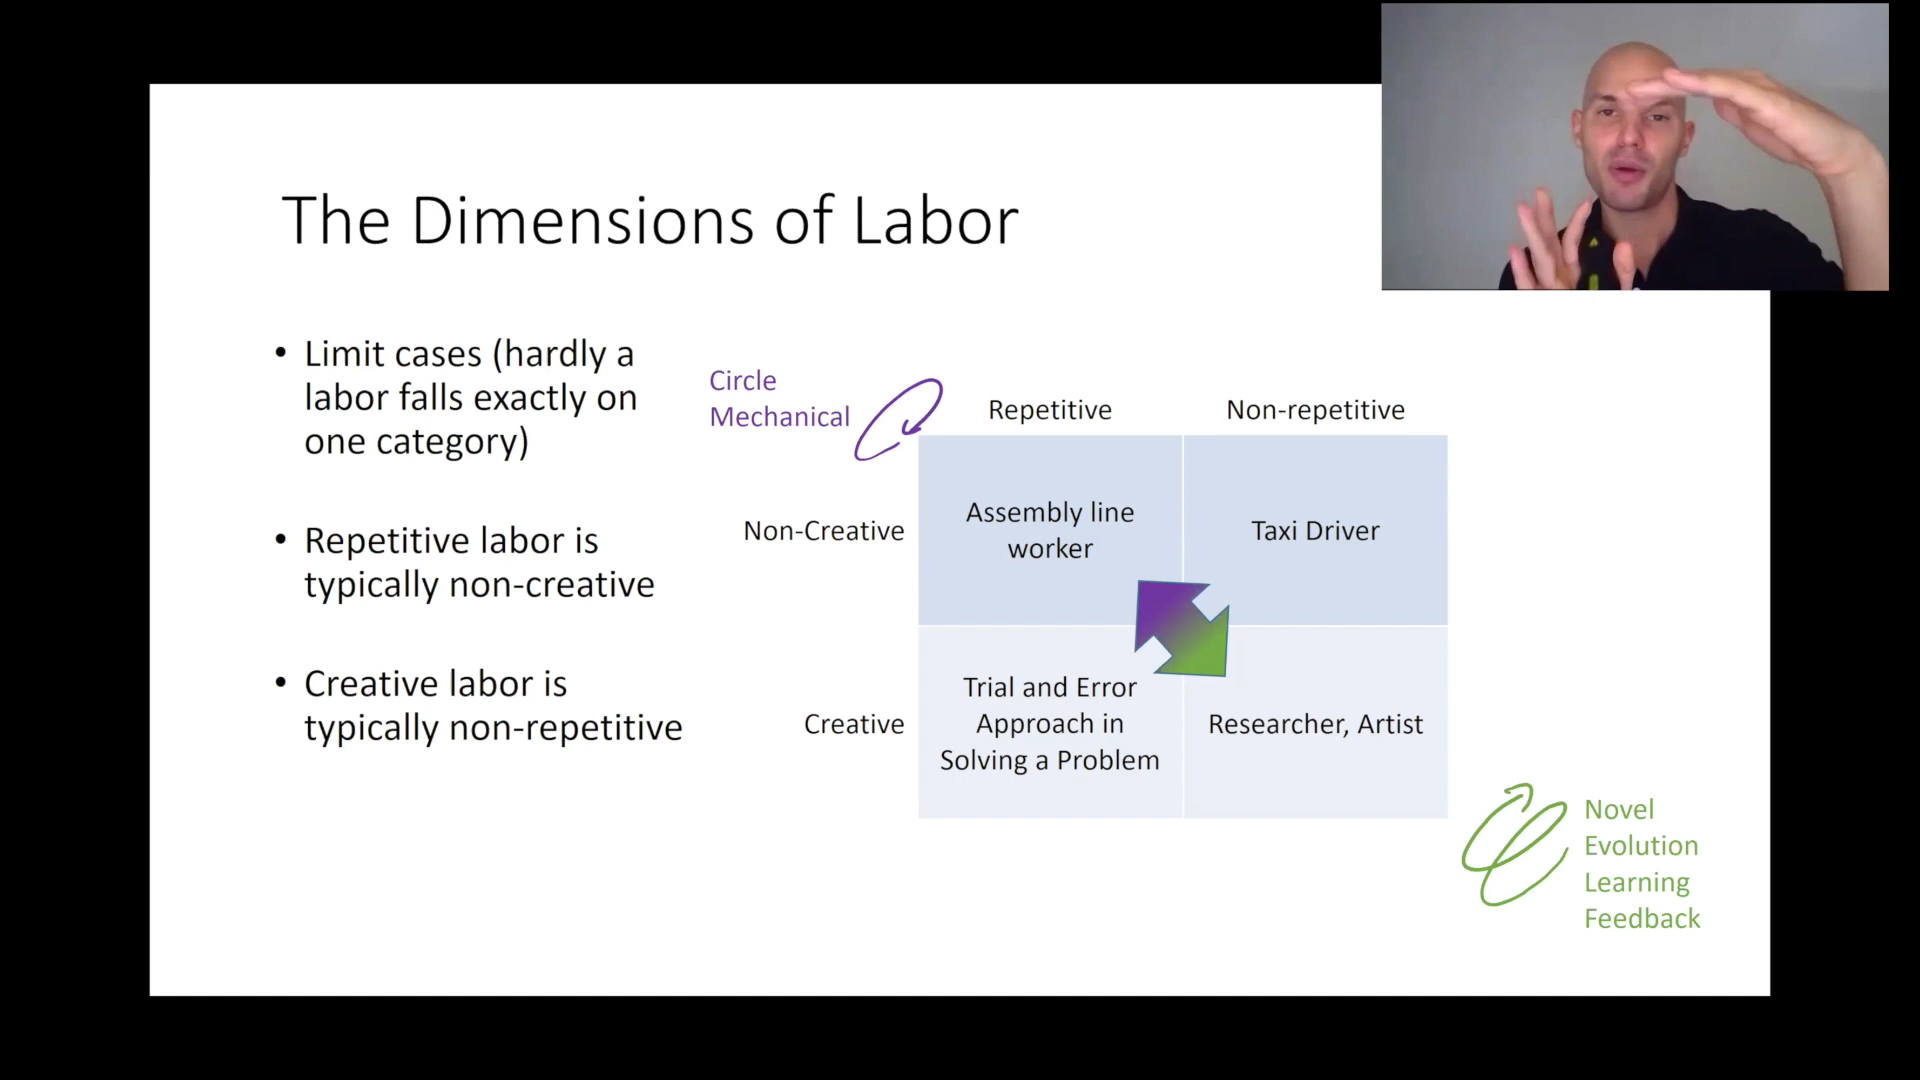 The Dimensions of Labor
• Limit cases (hardly a
labor falls exactly on
one category)
• Repetitive labor is
typically non-creative
• Creative labor is
typically non-repetitive
Circle
Mechanical
Repetitive
Non-repetitive
Non-Creative
Assembly line
worker
Taxi Driver
Creative
Trial and Error
Approach in
Solving a Problem
Researcher, Artist
Novel
Evolution
Learning
Feedback